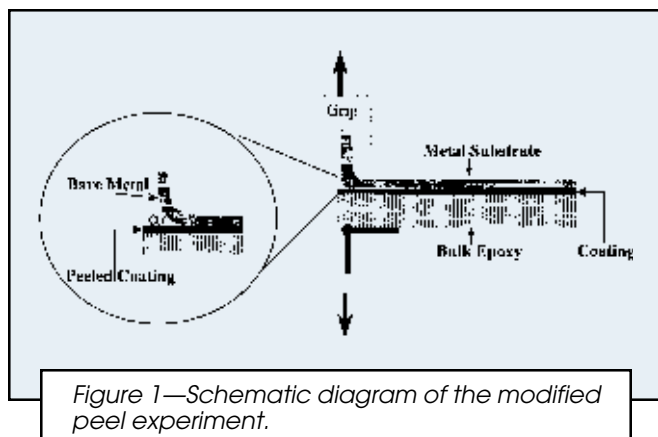 Grip
Metal Substrate
Bare Metal
Bulk Epoxy
Coating
Peeled Coating
Figure 1—Schematic diagram of the modified
peel experiment.